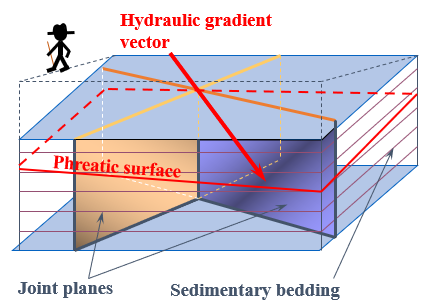 Hydraulic gradient
vector
Phreatic surface
Joint planes
Sedimentary bedding